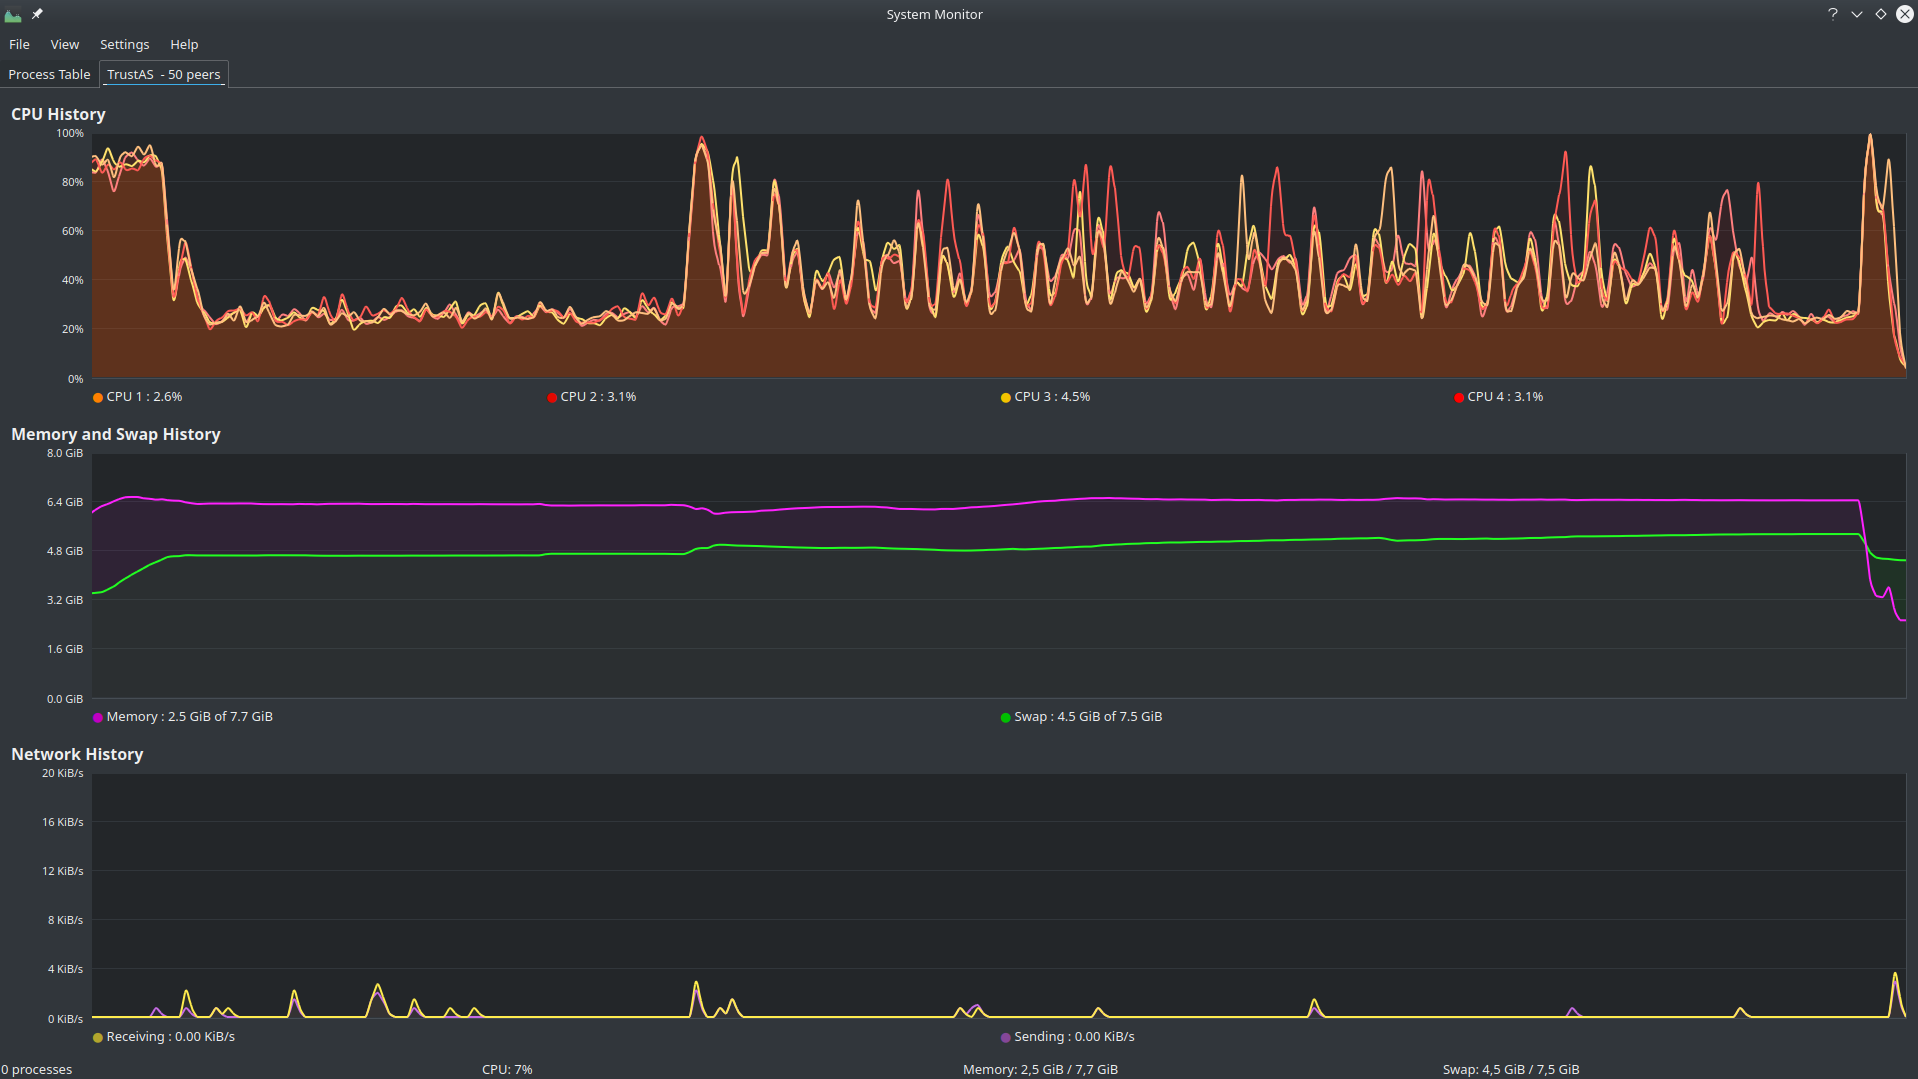 System Monitor
File View Settings Help
Process Table TrustAS - 50 peers
CPU History
100%
80%
60%
40%
20%
0%
CPU 1 : 2.6% CPU 2 : 3.1% CPU 3 : 4.5% CPU 4 : 3.1%
Memory and Swap History
8.0 GiB
6.4 GiB
4.8 GiB
3.2 GiB
1.6 GiB
0.0 GiB
Memory : 2.5 GiB of 7.7 GiB Swap : 4.5 GiB of 7.5 GiB
Network History
20 KiB/s
16 KiB/s
12 KiB/s
8 KiB/s
4 KiB/s
0 KiB/s
Receiving : 0.00 KiB/s Sending : 0.00 KiB/s
0 processes CPU: 7% Memory: 2,5 GiB / 7,7 GiB Swap: 4,5 GiB / 7,5 GiB